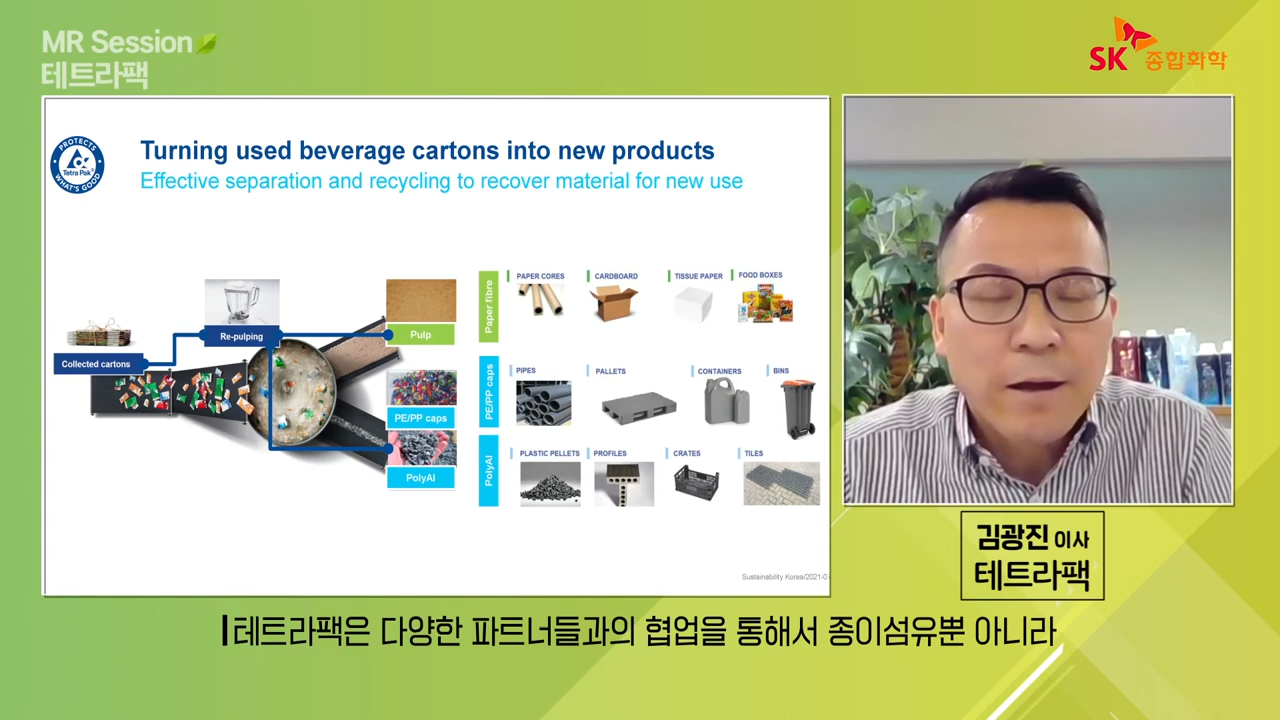 MR Session
테트라팩
SK 종합화학
PROTECTS
Tetra Pak
WHAT'S GOOD
Turning used beverage cartons into new products
Effective separation and recycling to recover material for new use
Collected cartons
Re-pulping
Pulp
PE/PP caps
PolyAl
Paper fibre
PAPER CORES
CARDBOARD
TISSUE PAPER
FOOD BOXES
PE/PP caps
PIPES
PALLETS
CONTAINERS
BINS
PolyAl
PLASTIC PELLETS
PROFILES
CRATES
TILES
Sustainability Korea/2021-0
김광진 이사
테트라팩
테트라팩은 다양한 파트너들과의 협업을 통해서 종이섬유뿐 아니라